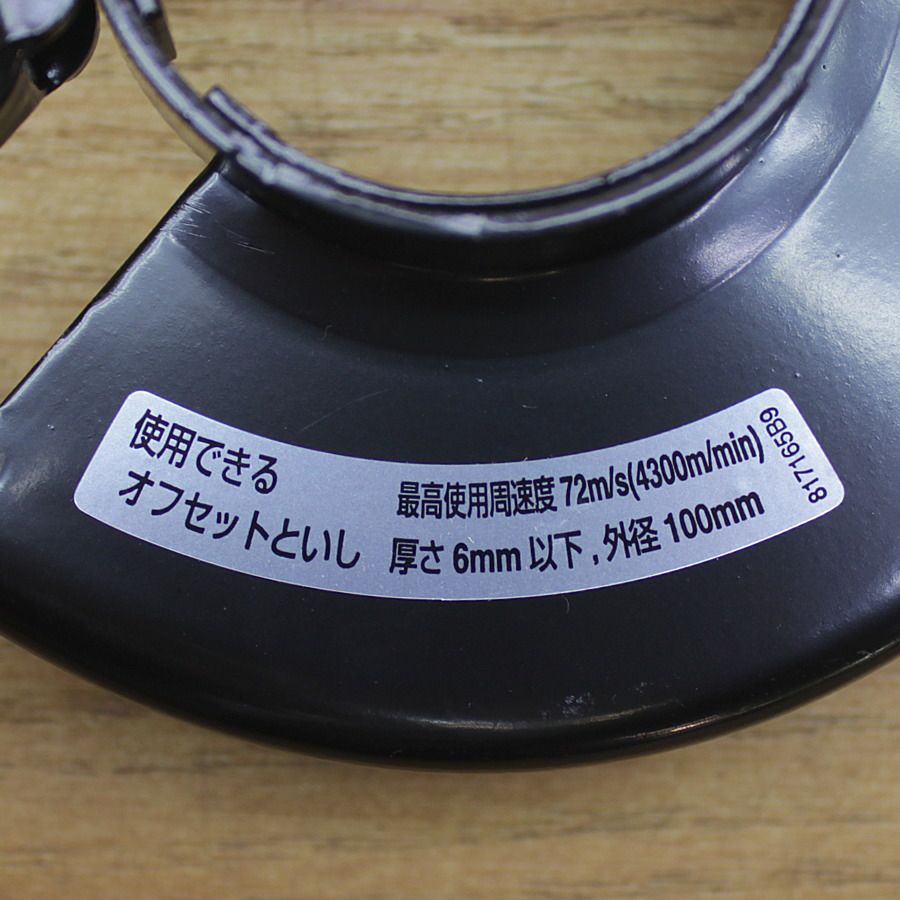 使用できる
オフセットといし
最高使用周速度 72m/s(4300m/min)
厚さ 6mm 以下 , 外径 100mm
817165B9